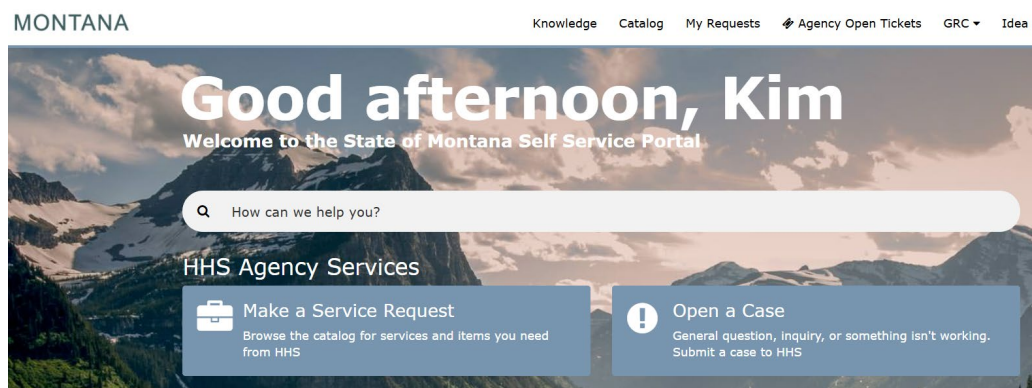 MONTANA
Knowledge Catalog My Requests Agency Open Tickets GRC Idea
Good afternoon, Kim
Welcome to the State of Montana Self Service Portal
How can we help you?
HHS Agency Services
Make a Service Request
Browse the catalog for services and items you need
from HHS
Open a Case
General question, inquiry, or something isn't working.
Submit a case to HHS